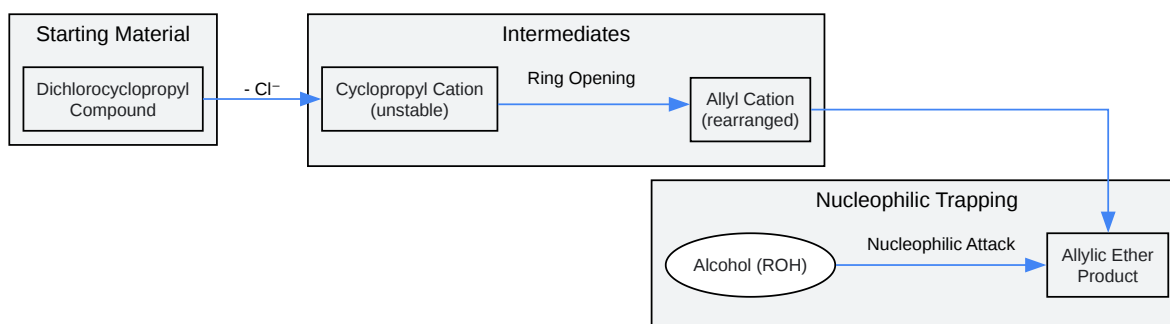 Starting Material
Dichlorocyclopropyl
Compound
- Cl⁻
Intermediates
Cyclopropyl Cation
(unstable)
Ring Opening
Allyl Cation
(rearranged)
Nucleophilic Trapping
Alcohol (ROH)
Nucleophilic Attack
Allylic Ether
Product